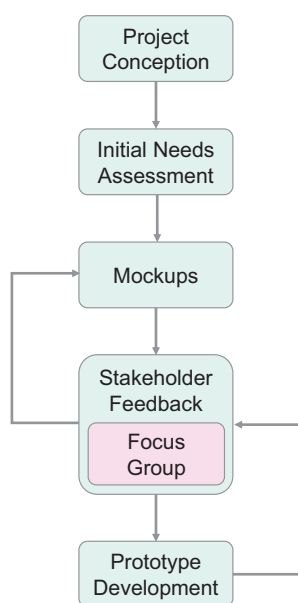 Project
Conception
Initial Needs
Assessment
Mockups
Stakeholder
Feedback
Focus
Group
Prototype
Development